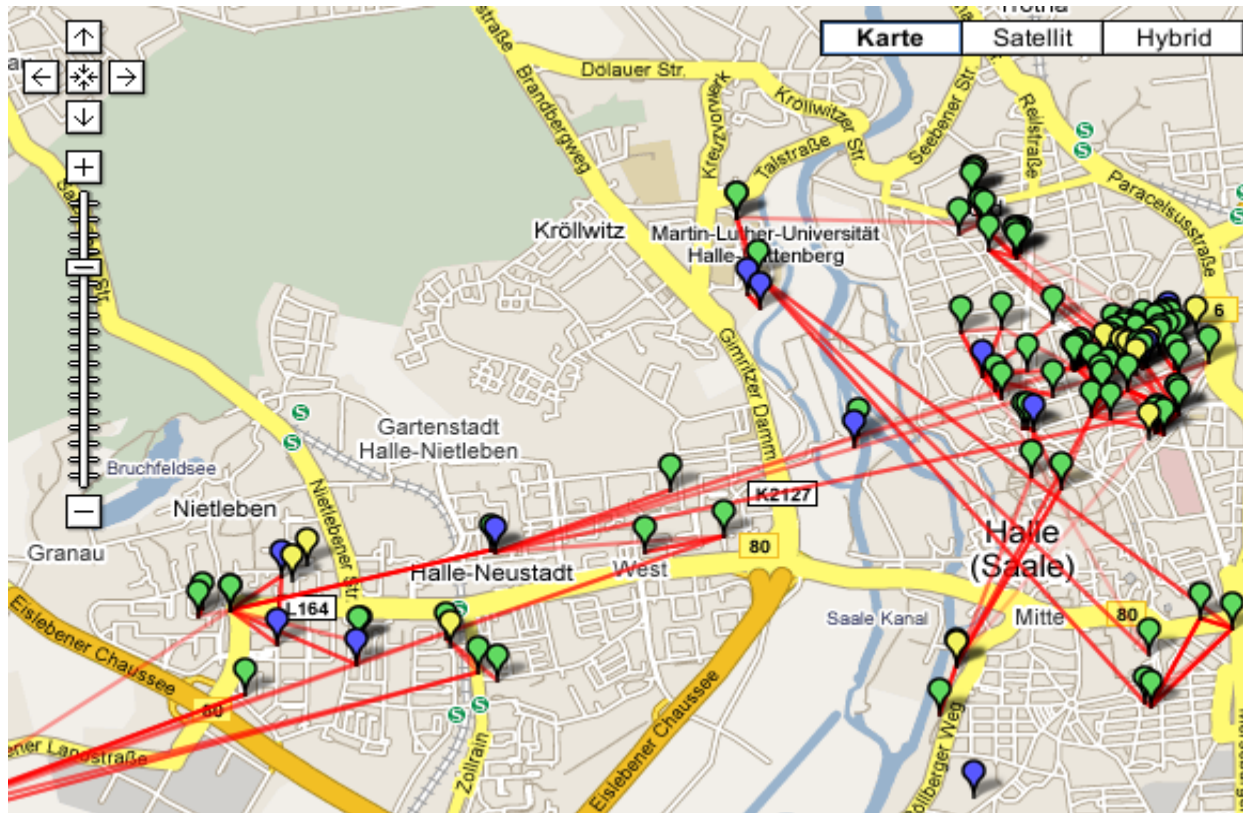 Trotha
Karte
Satellit
Hybrid
Dölauer Str.
Brandbergweg
Kreuzvorwerk
Kröllwitzer Str.
Talstraße
Seebener Str.
Reilstraße
Paracelsusstraße
Kröllwitz
Martin-Luther-Universität
Halle-Wittenberg
6
Gimritzer Damm
Gartenstadt
Halle-Nietleben
Bruchfeldsee
Nietleben
Nietlebener Str.
Granau
K2127
Halle
(Saale)
80
Halle-Neustadt
West
L164
Saale Kanal
Mitte
80
Eislebener Chaussee
80
Eislebener Chaussee
Zollrain